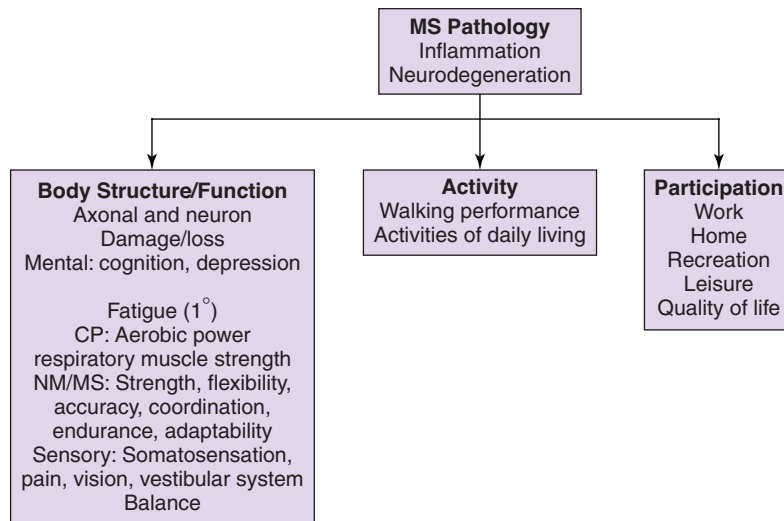 MS Pathology
Inflammation
Neurodegeneration
Body Structure/Function
Axonal and neuron
Damage/loss
Mental: cognition, depression
Fatigue (1°)
CP: Aerobic power
respiratory muscle strength
NM/MS: Strength, flexibility,
accuracy, coordination,
endurance, adaptability
Sensory: Somatosensation,
pain, vision, vestibular system
Balance
Activity
Walking performance
Activities of daily living
Participation
Work
Home
Recreation
Leisure
Quality of life